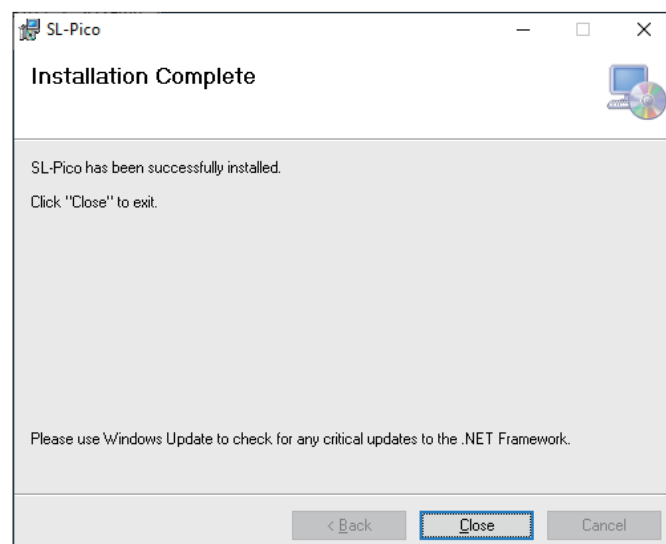 SL-Pico
Installation Complete
SL-Pico has been successfully installed.
Click "Close" to exit.
Please use Windows Update to check for any critical updates to the .NET Framework.
< Back
Close
Cancel